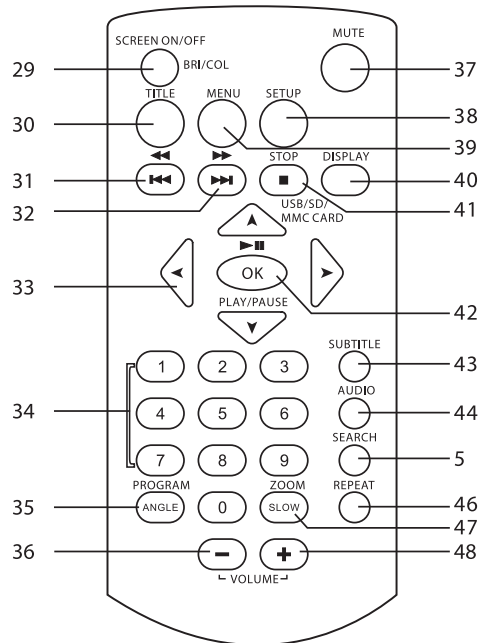 SCREEN ON/OFF
MUTE
29
BRI/COL
37
TITLE
MENU
SETUP
30
38
39
STOP
DISPLAY
31
40
32
USB/SD/
MMC CARD
41
33
OK
PLAY/PAUSE
42
SUBTITLE
43
1
2
3
AUDIO
34
4
5
6
44
SEARCH
7
8
9
5
PROGRAM
ZOOM
REPEAT
35
ANGLE
0
SLOW
46
47
36
−
+
48
VOLUME